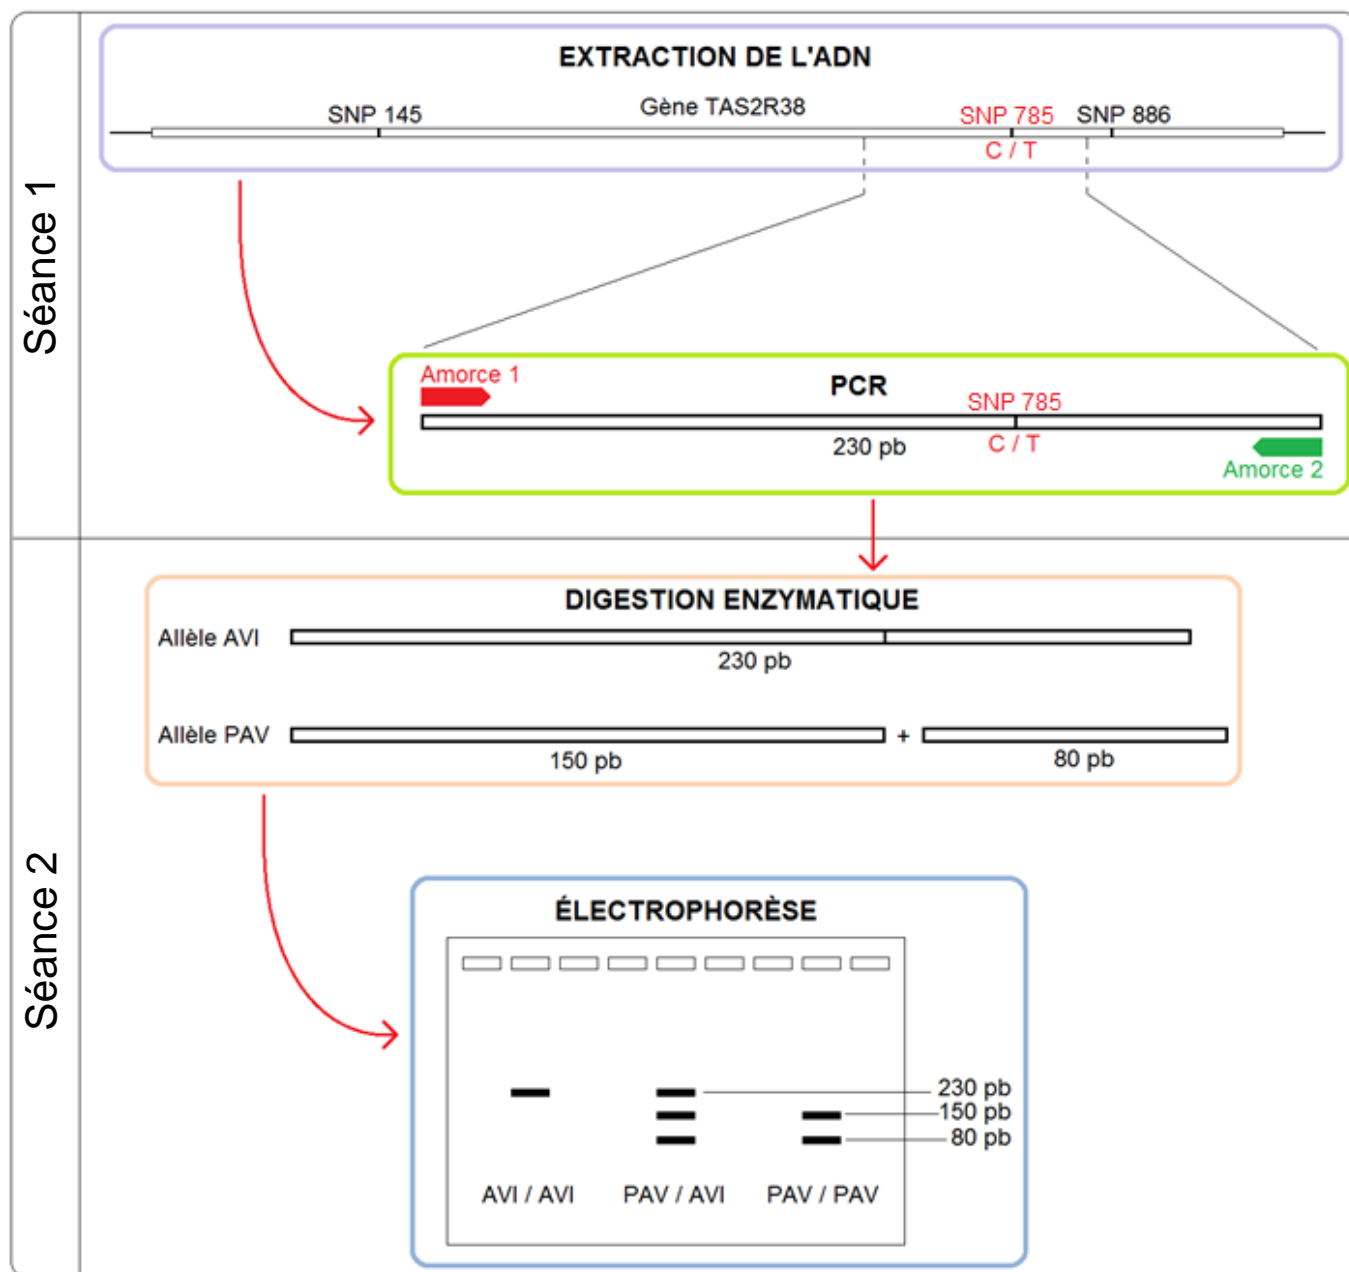 Séance 1
EXTRACTION DE L'ADN
Gène TAS2R38
SNP 145
SNP 785
SNP 886
C / T
Amorce 1
PCR
SNP 785
230 pb
C / T
Amorce 2
Séance 2
DIGESTION ENZYMATIQUE
Allèle AVI
230 pb
Allèle PAV
+
150 pb
80 pb
ÉLECTROPHORÈSE
230 pb
150 pb
80 pb
AVI / AVI
PAV / AVI
PAV / PAV